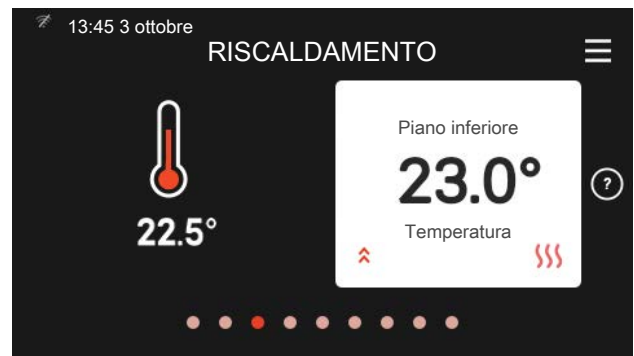 13:45 3 ottobre
RISCALDAMENTO
Piano inferiore
23.0°
Temperatura
22.5°
?